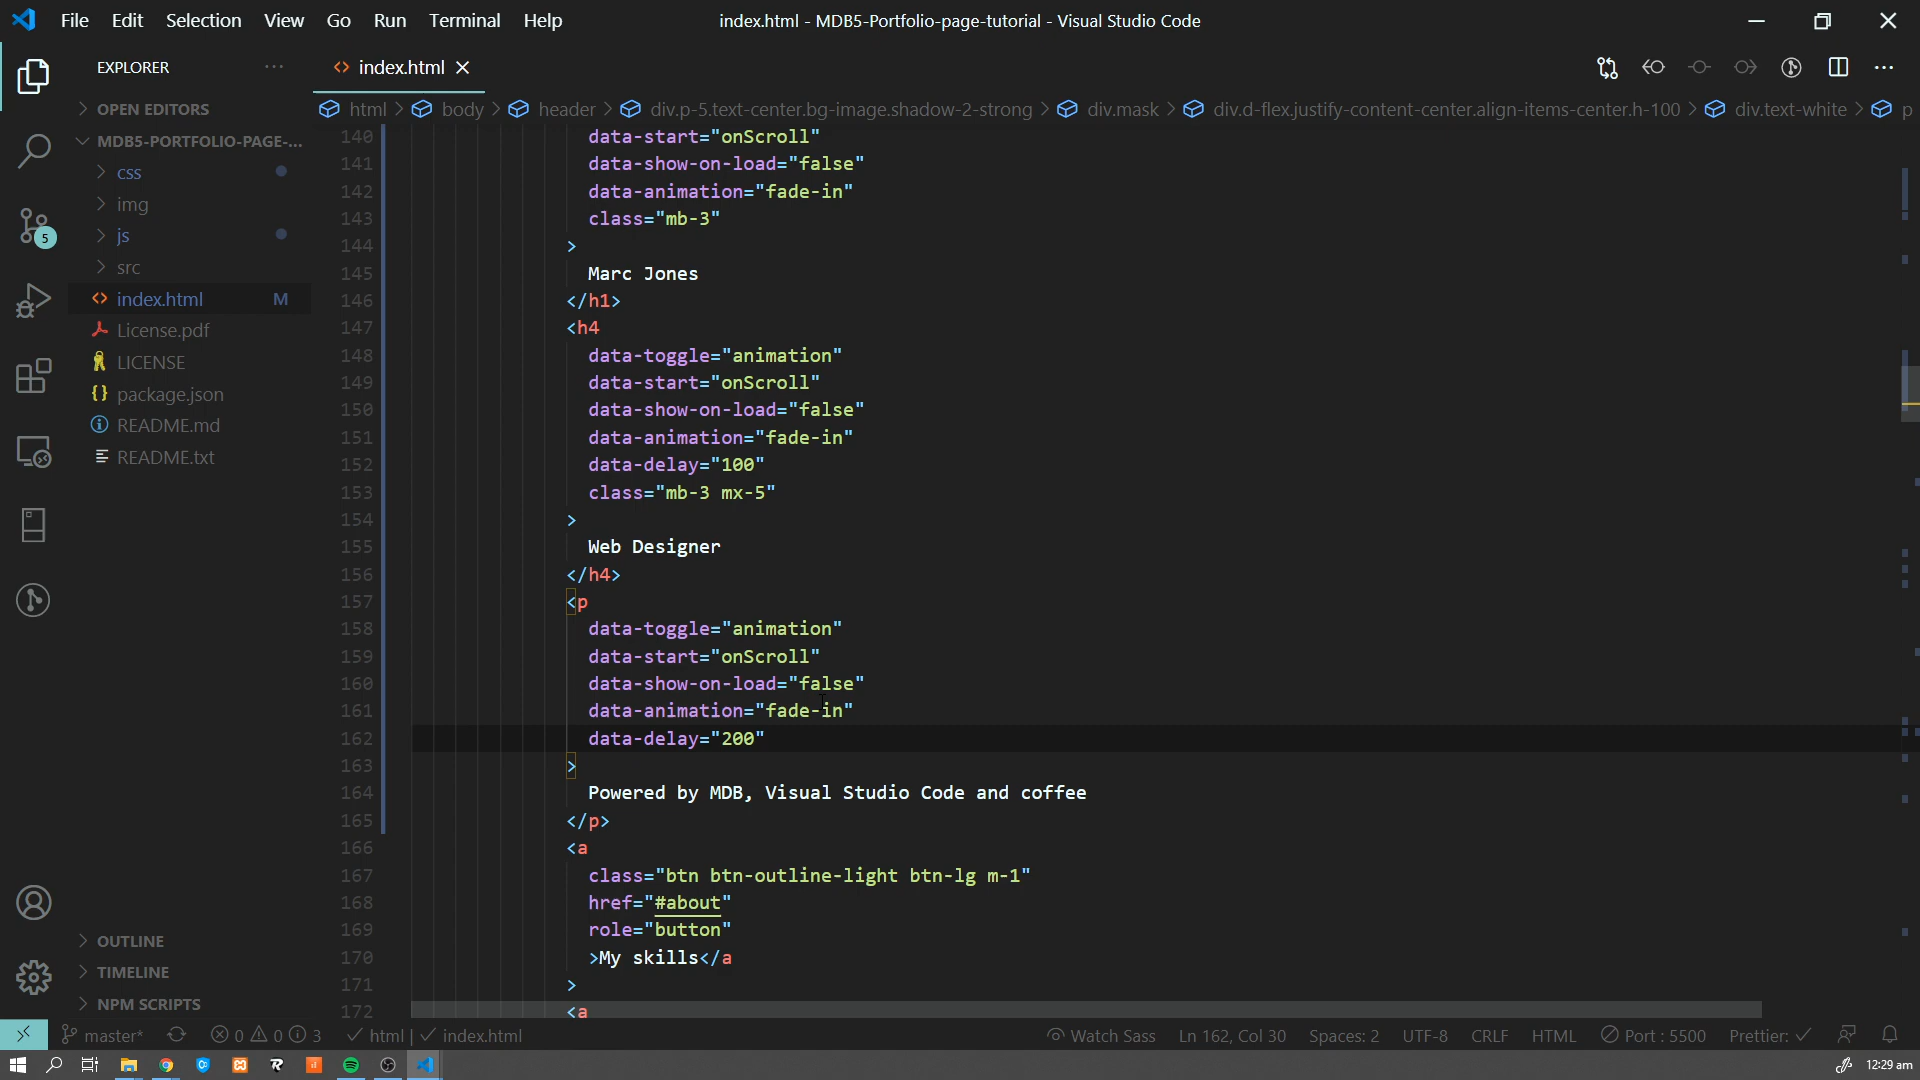 File Edit Selection View Go Run Terminal Help
index.html - MDB5-Portfolio-page-tutorial - Visual Studio Code
EXPLORER
index.html
OPEN EDITORS
html body header div.p-5.text-center.bg-image.shadow-2-strong div.mask div.d-flex.justify-content-center.align-items-center.h-100 div.text-white p
MDB5-PORTFOLIO-PAGE-...
css
img
js
src
index.html M
License.pdf
LICENSE
package.json
README.md
README.txt
5
OUTLINE
TIMELINE
NPM SCRIPTS
140 data-start="onScroll"
141 data-show-on-load="false"
142 data-animation="fade-in"
143 class="mb-3"
144 >
145 Marc Jones
146 </h1>
147 <h4
148 data-toggle="animation"
149 data-start="onScroll"
150 data-show-on-load="false"
151 data-animation="fade-in"
152 data-delay="100"
153 class="mb-3 mx-5"
154 >
155 Web Designer
156 </h4>
157 <p
158 data-toggle="animation"
159 data-start="onScroll"
160 data-show-on-load="false"
161 data-animation="fade-in"
162 data-delay="200"
163 >
164 Powered by MDB, Visual Studio Code and coffee
165 </p>
166 <a
167 class="btn btn-outline-light btn-lg m-1"
168 href="#about"
169 role="button"
170 >My skills</a
171 >
172 <a
master* 0 0 3 html | index.html Watch Sass Ln 162, Col 30 Spaces: 2 UTF-8 CRLF HTML Port : 5500 Prettier:
12:29 am